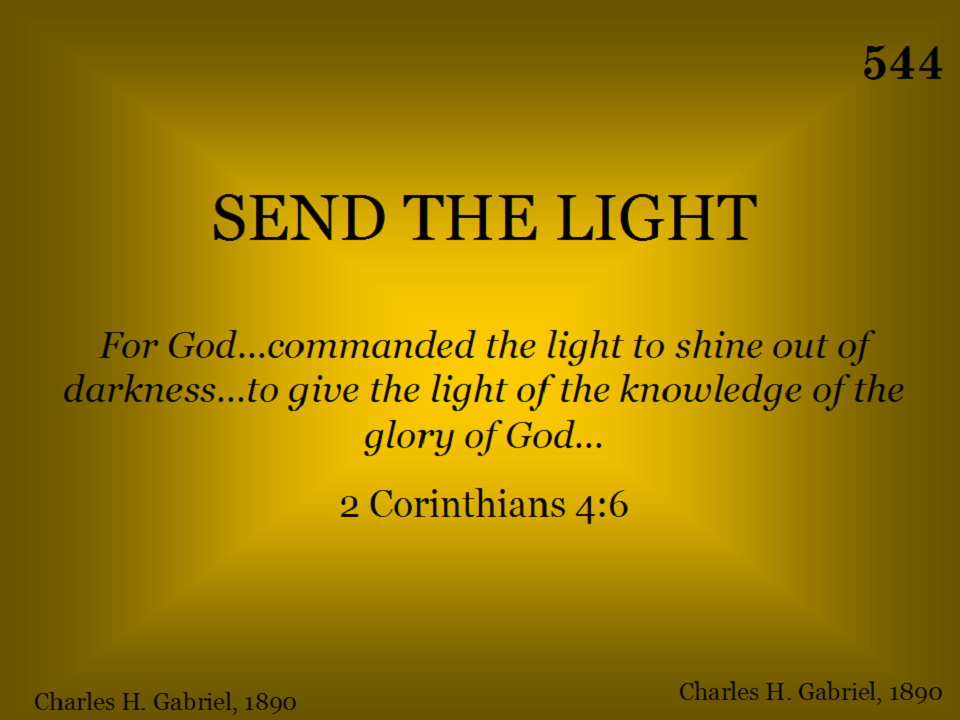 544
SEND THE LIGHT
For God...commanded the light to shine out of
darkness...to give the light of the knowledge of the
glory of God...
2 Corinthians 4:6
Charles H. Gabriel, 1890
Charles H. Gabriel, 1890